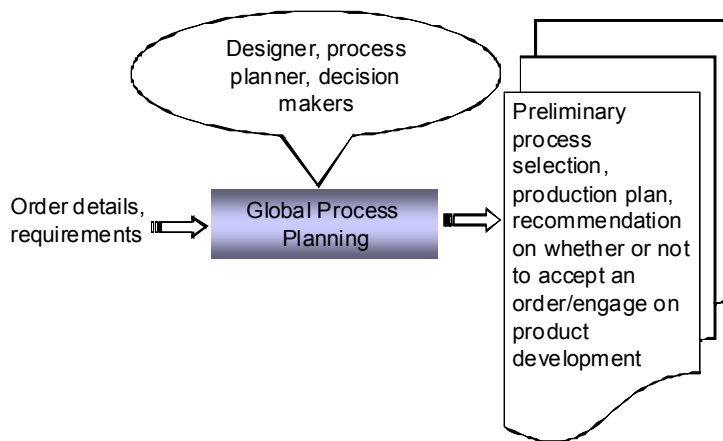 Designer, process
planner, decision
makers
Order details,
requirements
Global Process
Planning
Preliminary
process
selection,
production plan,
recommendation
on whether or not
to accept an
order/engage on
product
development